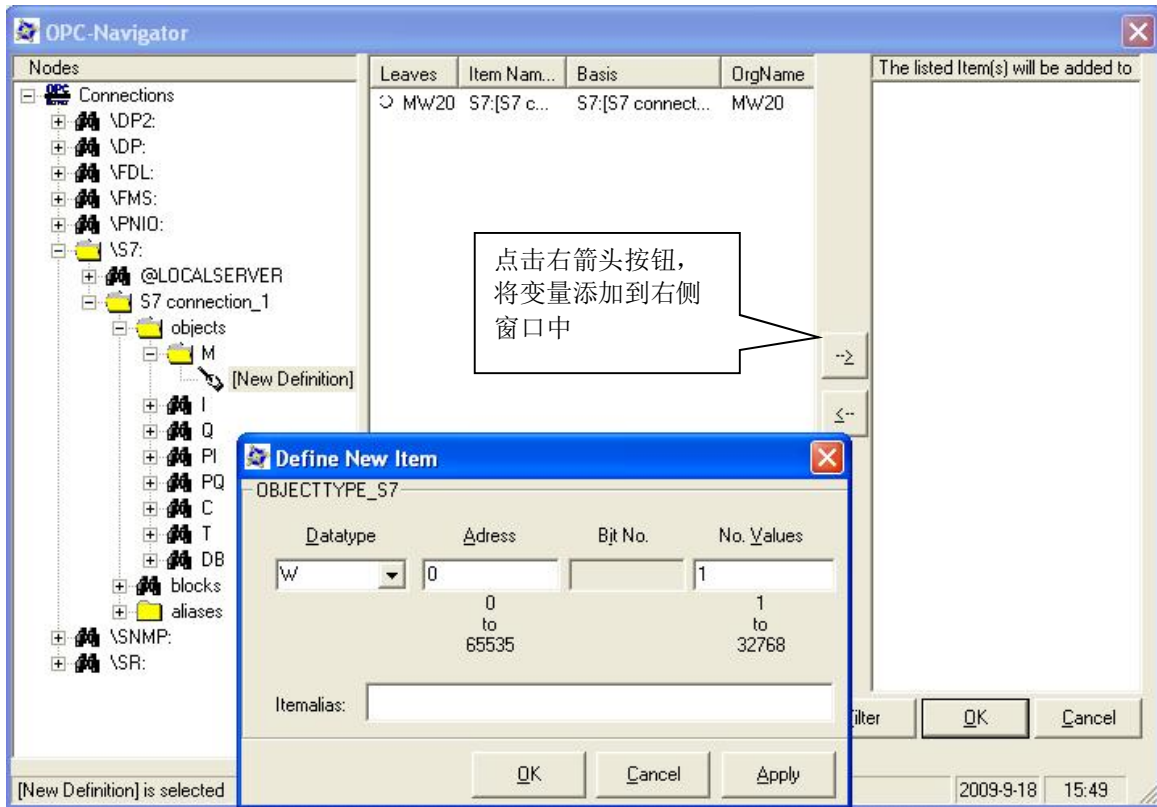 OPC-Navigator
Nodes
Connections
\DP2:
\DP:
\FDL:
\FMS:
\PNIO:
\S7:
@LOCALSERVER
S7 connection_1
objects
M
[New Definition]
I
Q
PI
PQ
C
T
DB
blocks
aliases
\SNMP:
\SR:
Leaves Item Nam... Basis OrgName
MW20 S7:[S7 c... S7:[S7 connect... MW20
点击右箭头按钮，
将变量添加到右侧
窗口中
-->
<--
The listed Item(s) will be added to
Define New Item
OBJECTTYPE_S7
Datatype Adress Bit No. No. Values
W 0 1
0 1
to to
65535 32768
Itemalias:
OK Cancel Apply
OK Cancel
[New Definition] is selected 2009-9-18 15:49